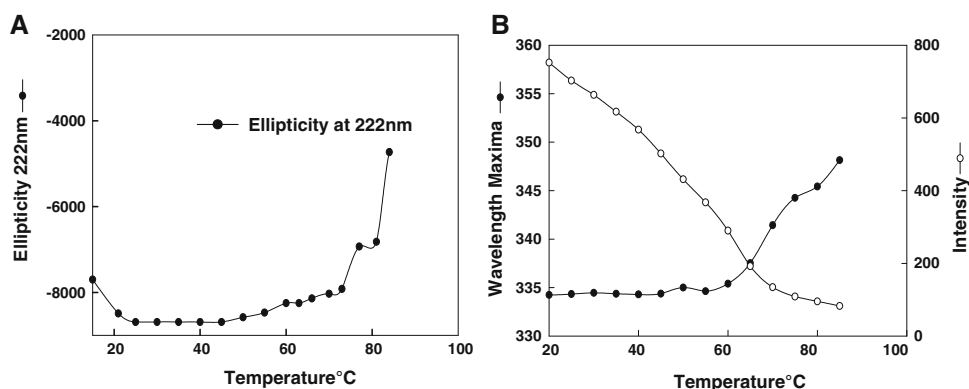 A
Ellipticity 222nm
-2000
-4000
-6000
-8000
Ellipticity at 222nm
20 40 60 80 100
Temperature°C
B
Wavelength Maxima
360
355
350
345
340
335
330
20 40 60 80 100
Temperature°C
800
600
400
200
0
Intensity